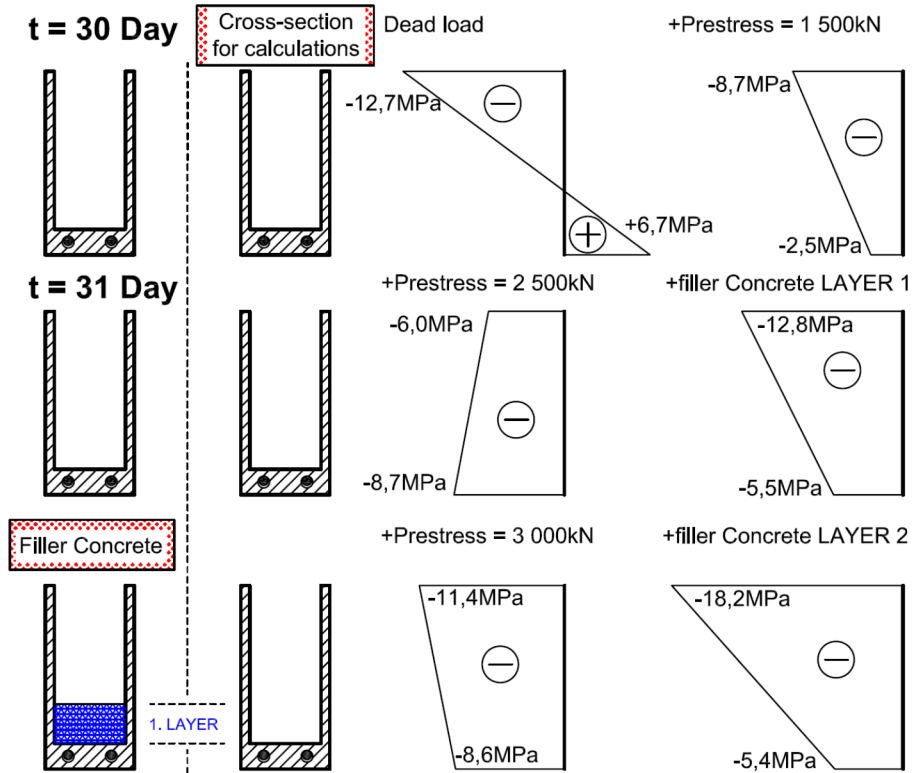 t = 30 Day
Cross-section
for calculations
Dead load
+Prestress = 1 500kN
-12,7MPa
+6,7MPa
-8,7MPa
-2,5MPa
t = 31 Day
+Prestress = 2 500kN
+filler Concrete LAYER 1
-6,0MPa
-8,7MPa
-12,8MPa
-5,5MPa
Filler Concrete
+Prestress = 3 000kN
+filler Concrete LAYER 2
-11,4MPa
-18,2MPa
1. LAYER
-8,6MPa
-5,4MPa